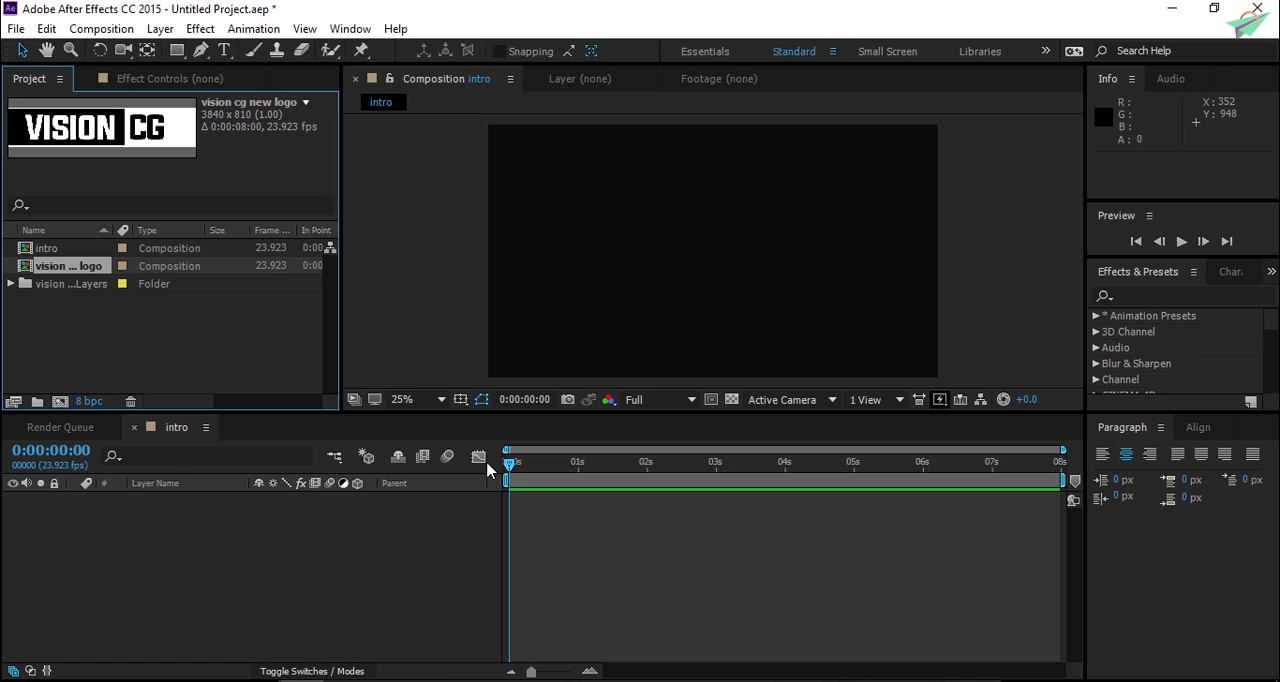 Ae Adobe After Effects CC 2015 - Untitled Project.aep *
File Edit Composition Layer Effect Animation View Window Help
Snapping Essentials Standard Small Screen Libraries Search Help
Project Effect Controls (none)
vision cg new logo
3840 x 810 (1.00)
Δ 0:00:08:00, 23.923 fps
VISION CG
Name Type Size Frame ... In Point
intro Composition 23.923 0:00
vision ... logo Composition 23.923 0:00
vision ...Layers Folder
8 bpc
Composition intro Layer (none) Footage (none)
intro
25% 0:00:00:00 Full Active Camera 1 View +0.0
Info Audio
R: X: 352
G: Y: 948
B:
A: 0
Preview
Effects & Presets
* Animation Presets
3D Channel
Audio
Blur & Sharpen
Channel
Render Queue intro
0:00:00:00
00000 (23.923 fps)
# Layer Name Parent
01s 02s 03s 04s 05s 06s 07s 08s
Toggle Switches / Modes
Paragraph Align
0 px 0 px 0 px
0 px 0 px